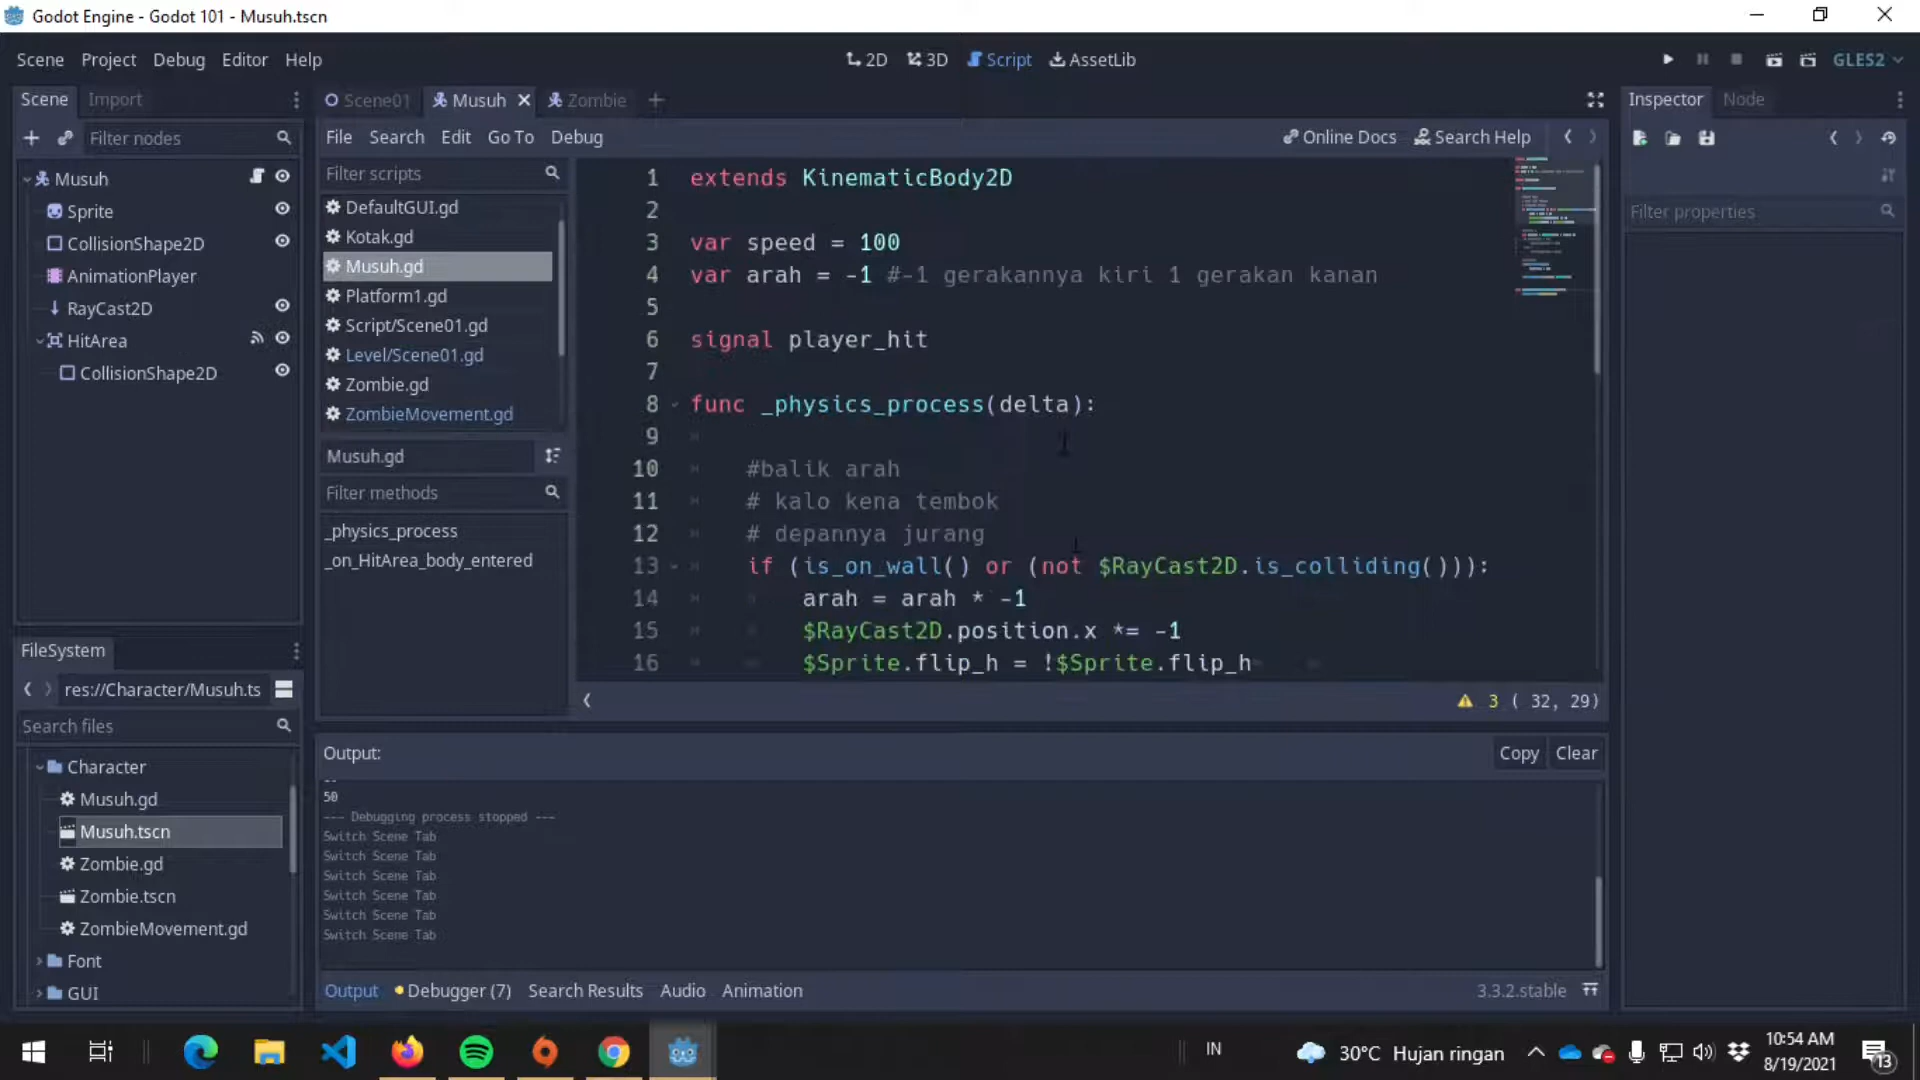 Godot Engine - Godot 101 - Musuh.tscn
Scene Project Debug Editor Help
2D 3D Script AssetLib
GLES2
Scene Import
Filter nodes
Musuh
Sprite
CollisionShape2D
AnimationPlayer
RayCast2D
HitArea
CollisionShape2D
FileSystem
res://Character/Musuh.ts
Search files
Character
Musuh.gd
Musuh.tscn
Zombie.gd
Zombie.tscn
ZombieMovement.gd
Font
GUI
Scene01 Musuh Zombie
File Search Edit Go To Debug
Online Docs Search Help
Filter scripts
DefaultGUI.gd
Kotak.gd
Musuh.gd
Platform1.gd
Script/Scene01.gd
Level/Scene01.gd
Zombie.gd
ZombieMovement.gd
Musuh.gd
Filter methods
_physics_process
_on_HitArea_body_entered
1 extends KinematicBody2D
2
3 var speed = 100
4 var arah = -1 #-1 gerakannya kiri 1 gerakan kanan
5
6 signal player_hit
7
8 func _physics_process(delta):
9
10 #balik arah
11 # kalo kena tembok
12 # depannya jurang
13 if (is_on_wall() or (not $RayCast2D.is_colliding())):
14 arah = arah * -1
15 $RayCast2D.position.x *= -1
16 $Sprite.flip_h = !$Sprite.flip_h
3 ( 32, 29)
Output:
Copy Clear
50
--- Debugging process stopped ---
Switch Scene Tab
Switch Scene Tab
Switch Scene Tab
Switch Scene Tab
Switch Scene Tab
Switch Scene Tab
Output Debugger (7) Search Results Audio Animation
3.3.2.stable
Inspector Node
Filter properties
IN
30°C Hujan ringan
10:54 AM
8/19/2021
13